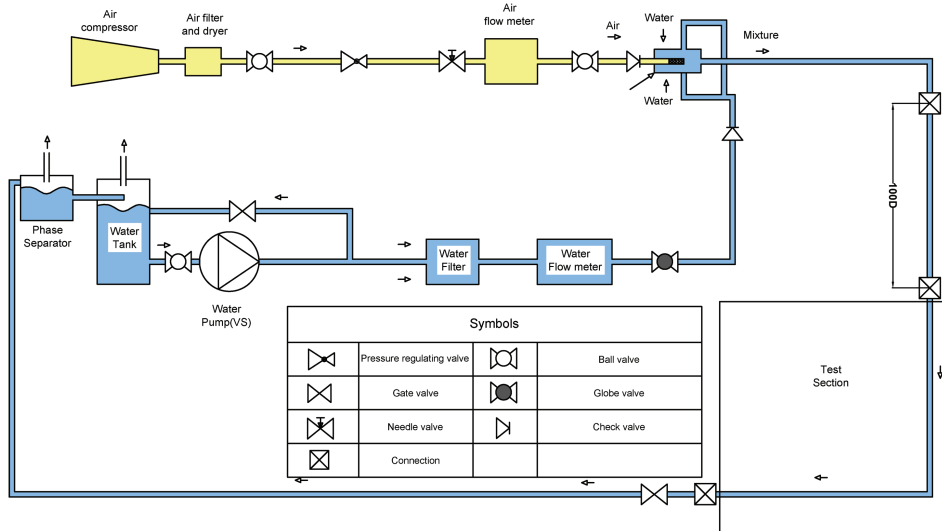 Air
compressor
Air filter
and dryer
Air
flow meter
Air
Water
Mixture
Water
100D
Phase
Separator
Water
Tank
Water
Pump(VS)
Water
Filter
Water
Flow meter
Test
Section
Symbols
Pressure regulating valve
Ball valve
Gate valve
Globe valve
Needle valve
Check valve
Connection